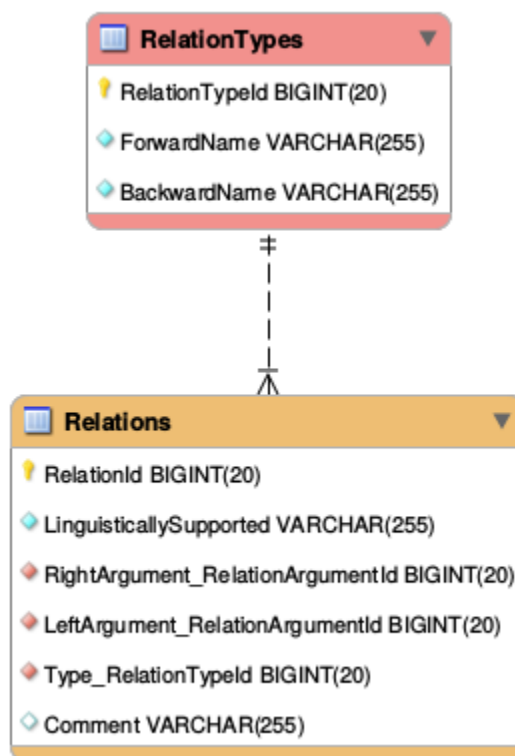 RelationTypes
RelationTypeId BIGINT(20)
ForwardName VARCHAR(255)
BackwardName VARCHAR(255)
Relations
RelationId BIGINT(20)
LinguisticallySupported VARCHAR(255)
RightArgument_RelationArgumentId BIGINT(20)
LeftArgument_RelationArgumentId BIGINT(20)
Type_RelationTypeId BIGINT(20)
Comment VARCHAR(255)